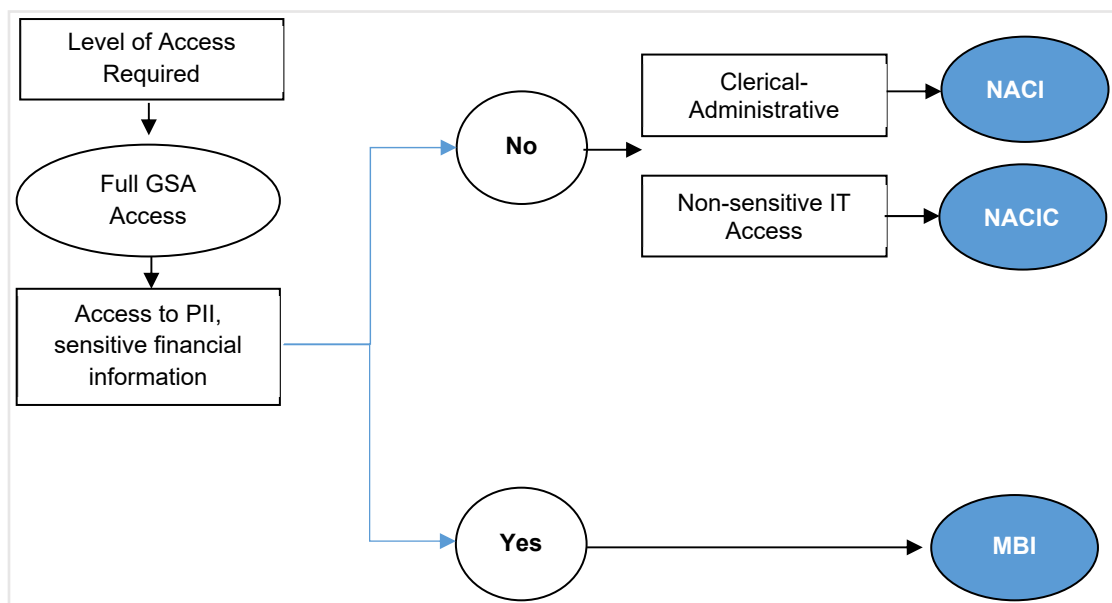 Level of Access
Required
Full GSA
Access
Access to PII,
sensitive financial
information
No
Clerical-
Administrative
NACI
Non-sensitive IT
Access
NACIC
Yes
MBI